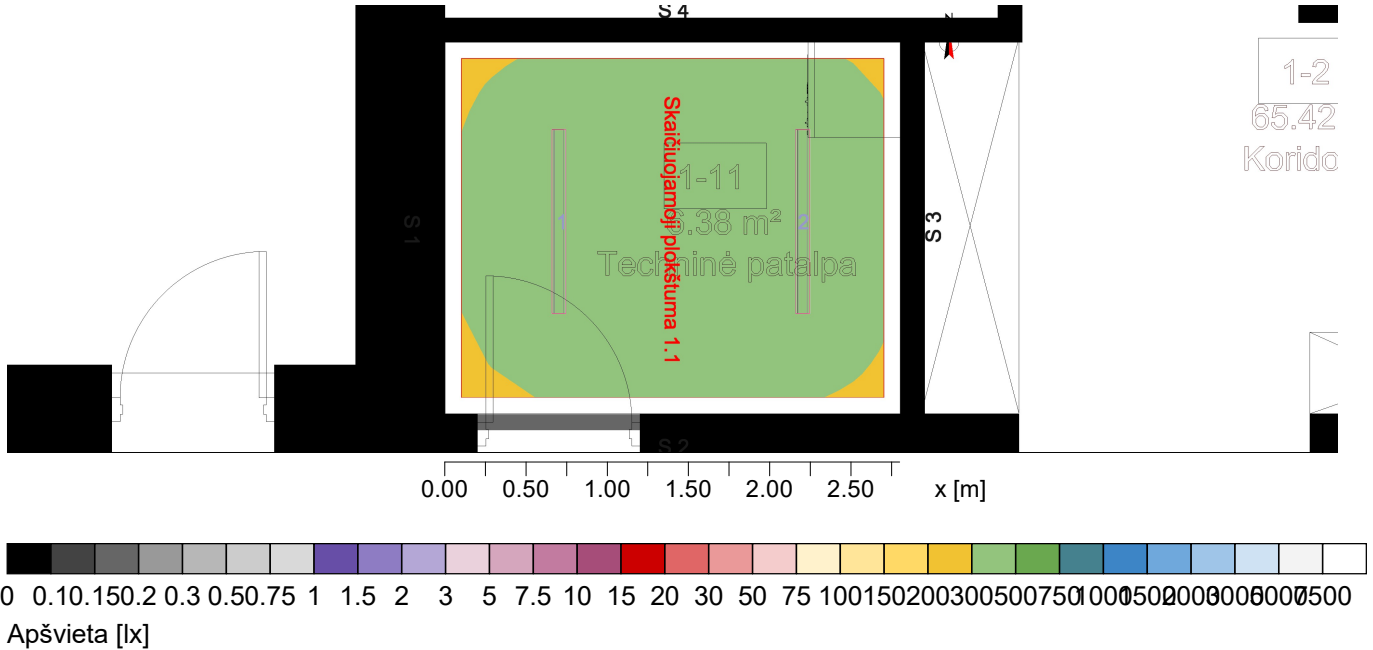 S 4
z
1-2
65.42
Korido
Skaičiuojamoji plokštuma 1.1
1-11
6.38 m²
Techninė patalpa
1
2
S 1
S 3
S 2
0.00 0.50 1.00 1.50 2.00 2.50 x [m]
0 0.1 0.15 0.2 0.3 0.5 0.75 1 1.5 2 3 5 7.5 10 15 20 30 50 75 100 150 200 300 500 750 1000 1500 2000 3000 5000 7500
Apšvieta [lx]